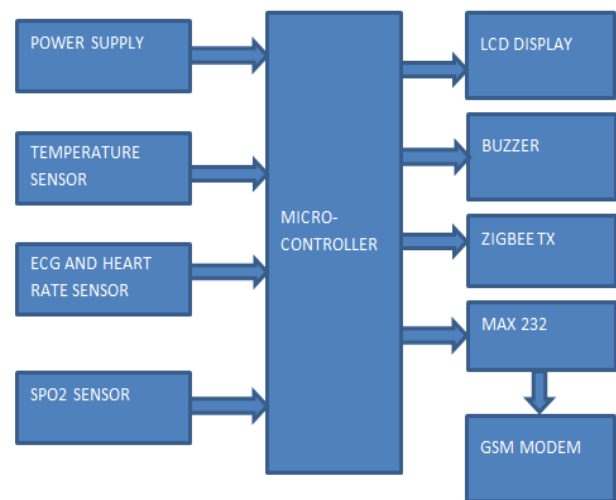 POWER SUPPLY
TEMPERATURE
SENSOR
ECG AND HEART
RATE SENSOR
SPO2 SENSOR
MICRO-
CONTROLLER
LCD DISPLAY
BUZZER
ZIGBEE TX
MAX 232
GSM MODEM